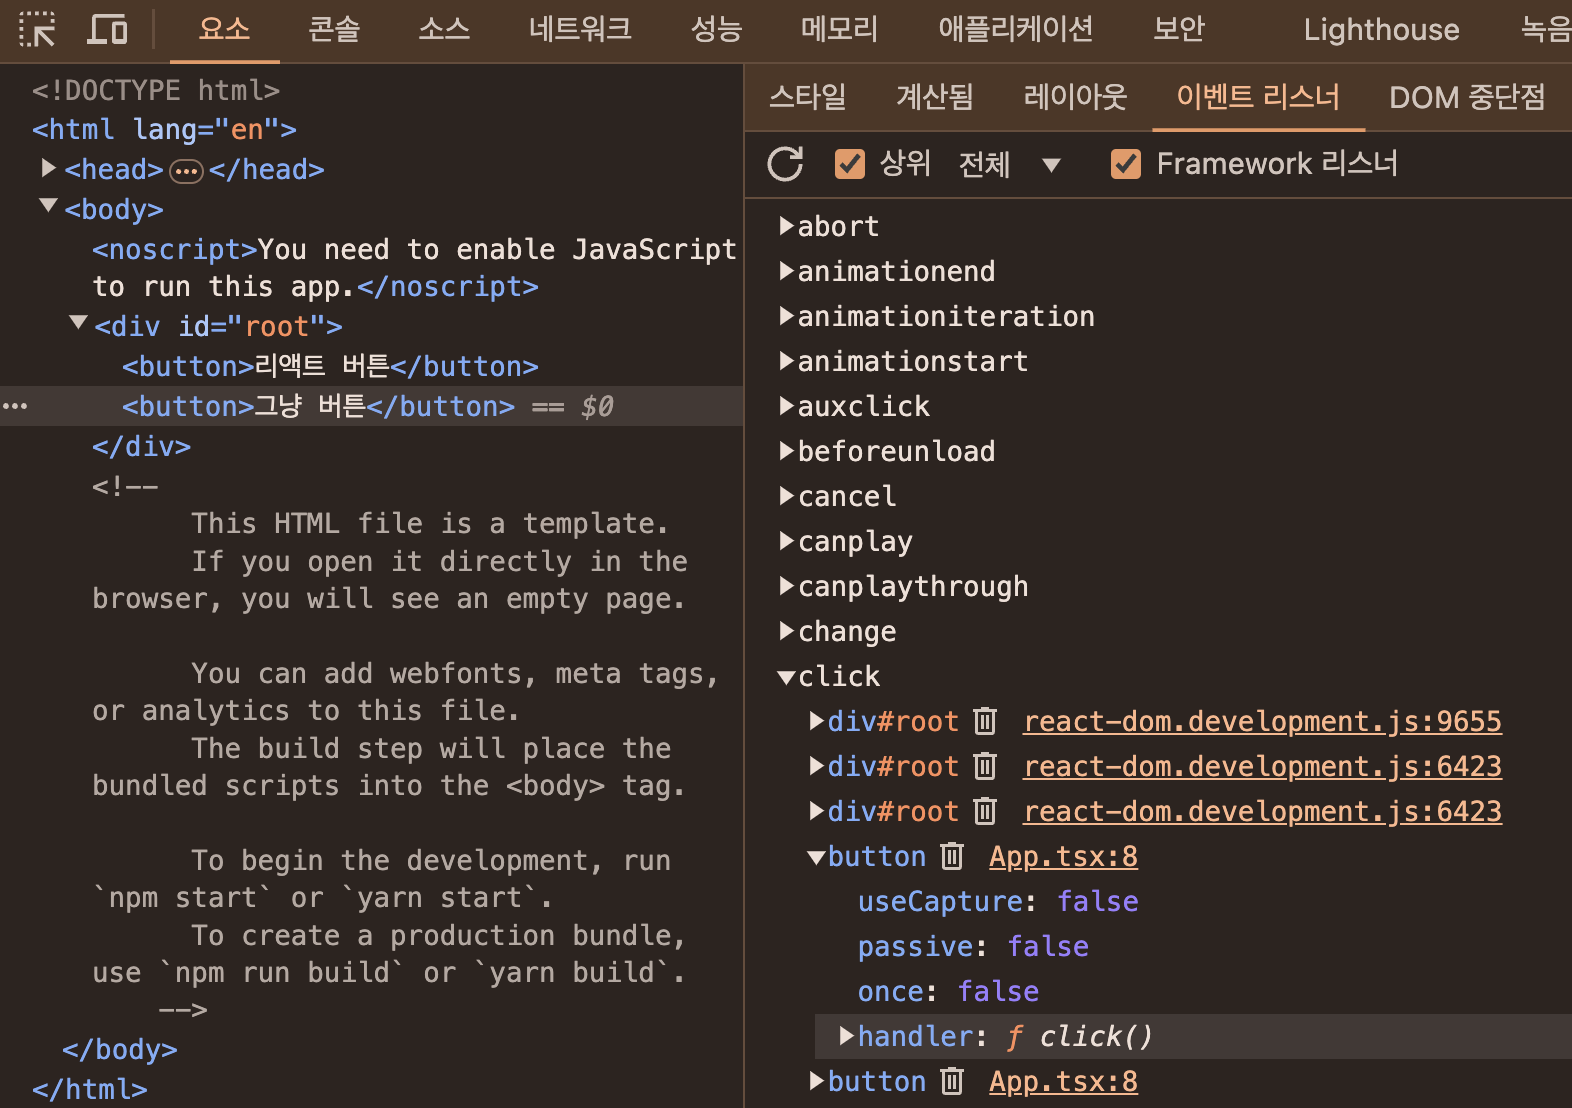 요소 콘솔 소스 네트워크 성능 메모리 애플리케이션 보안 Lighthouse 녹음
<!DOCTYPE html>
<html lang="en">
<head>…</head>
<body>
<noscript>You need to enable JavaScript
to run this app.</noscript>
<div id="root">
<button>리액트 버튼</button>
<button>그냥 버튼</button> == $0
</div>
<!--
This HTML file is a template.
If you open it directly in the
browser, you will see an empty page.
You can add webfonts, meta tags,
or analytics to this file.
The build step will place the
bundled scripts into the <body> tag.
To begin the development, run
`npm start` or `yarn start`.
To create a production bundle,
use `npm run build` or `yarn build`.
-->
</body>
</html>
스타일 계산됨 레이아웃 이벤트 리스너 DOM 중단점
상위 전체 ▼ Framework 리스너
abort
animationend
animationiteration
animationstart
auxclick
beforeunload
cancel
canplay
canplaythrough
change
click
div#root react-dom.development.js:9655
div#root react-dom.development.js:6423
div#root react-dom.development.js:6423
button App.tsx:8
useCapture: false
passive: false
once: false
handler: ƒ click()
button App.tsx:8